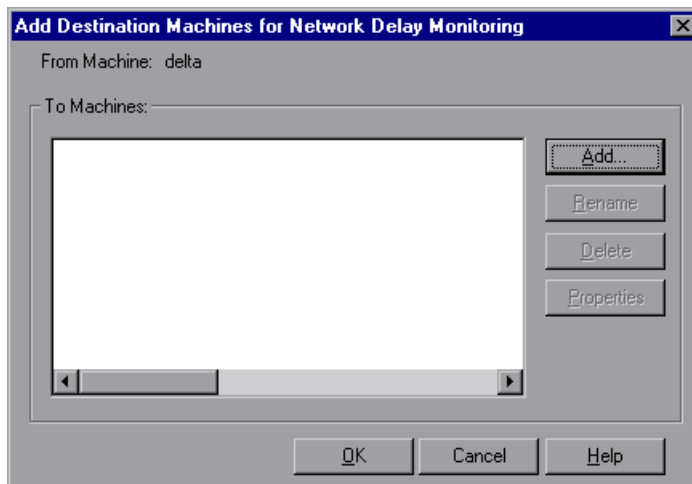 Add Destination Machines for Network Delay Monitoring
From Machine: delta
To Machines:
Add...
Rename
Delete
Properties
OK
Cancel
Help